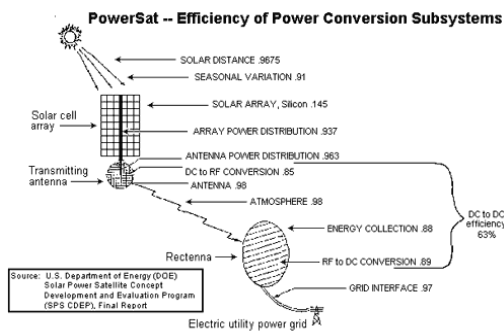 PowerSat -- Efficiency of Power Conversion Subsystems
SOLAR DISTANCE .9675
SEASONAL VARIATION .91
SOLAR ARRAY, Silicon .145
Solar cell
array
ARRAY POWER DISTRIBUTION .937
ANTENNA POWER DISTRIBUTION .963
Transmitting
antenna
DC to RF CONVERSION .85
ANTENNA .98
ATMOSPHERE .98
DC to DC
efficiency
63%
ENERGY COLLECTION .88
Rectenna
RF to DC CONVERSION .89
GRID INTERFACE .97
Source: U.S. Department of Energy (DOE)
Solar Power Satellite Concept
Development and Evaluation Program
(SPS CDEP), Final Report
Electric utility power grid